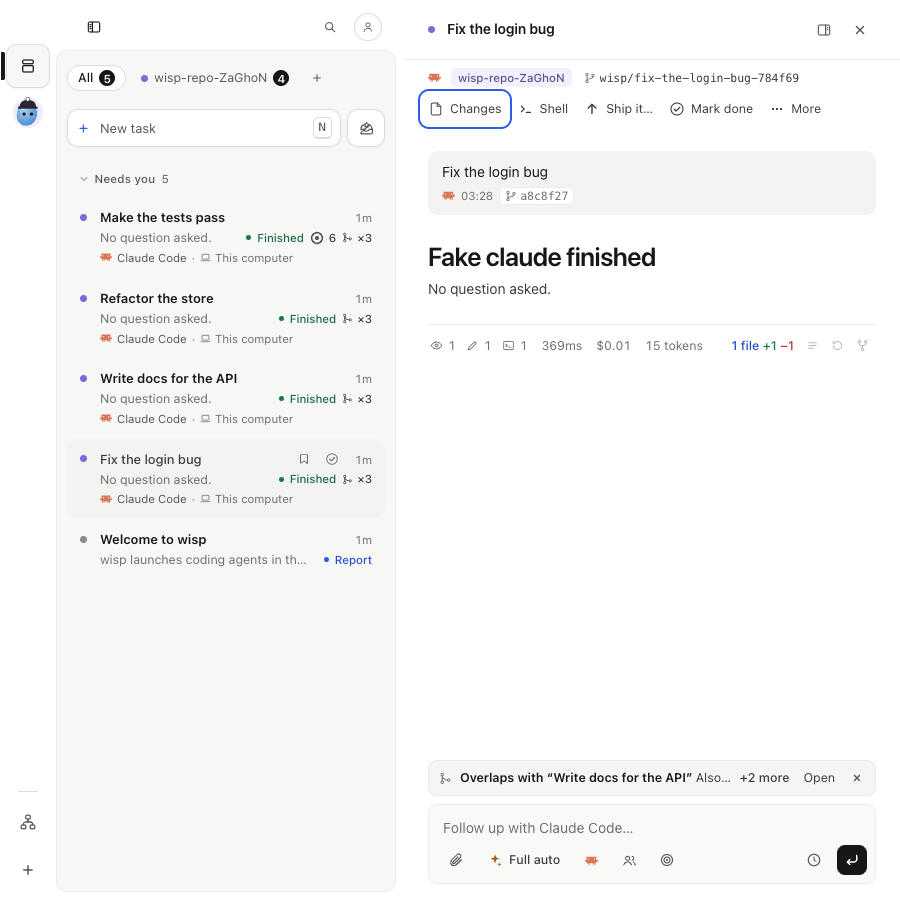 All 5
wisp-repo-ZaGhoN 4
New task N
Needs you 5
Make the tests pass 1m
No question asked. Finished 6 ×3
Claude Code · This computer
Refactor the store 1m
No question asked. Finished ×3
Claude Code · This computer
Write docs for the API 1m
No question asked. Finished ×3
Claude Code · This computer
Fix the login bug 1m
No question asked. Finished ×3
Claude Code · This computer
Welcome to wisp 1m
wisp launches coding agents in th... Report
Fix the login bug
wisp-repo-ZaGhoN wisp/fix-the-login-bug-784f69
Changes Shell Ship it... Mark done More
Fix the login bug
03:28 a8c8f27
Fake claude finished
No question asked.
1 1 1 369ms $0.01 15 tokens 1 file +1 −1
Overlaps with “Write docs for the API” Also... +2 more Open
Follow up with Claude Code...
Full auto